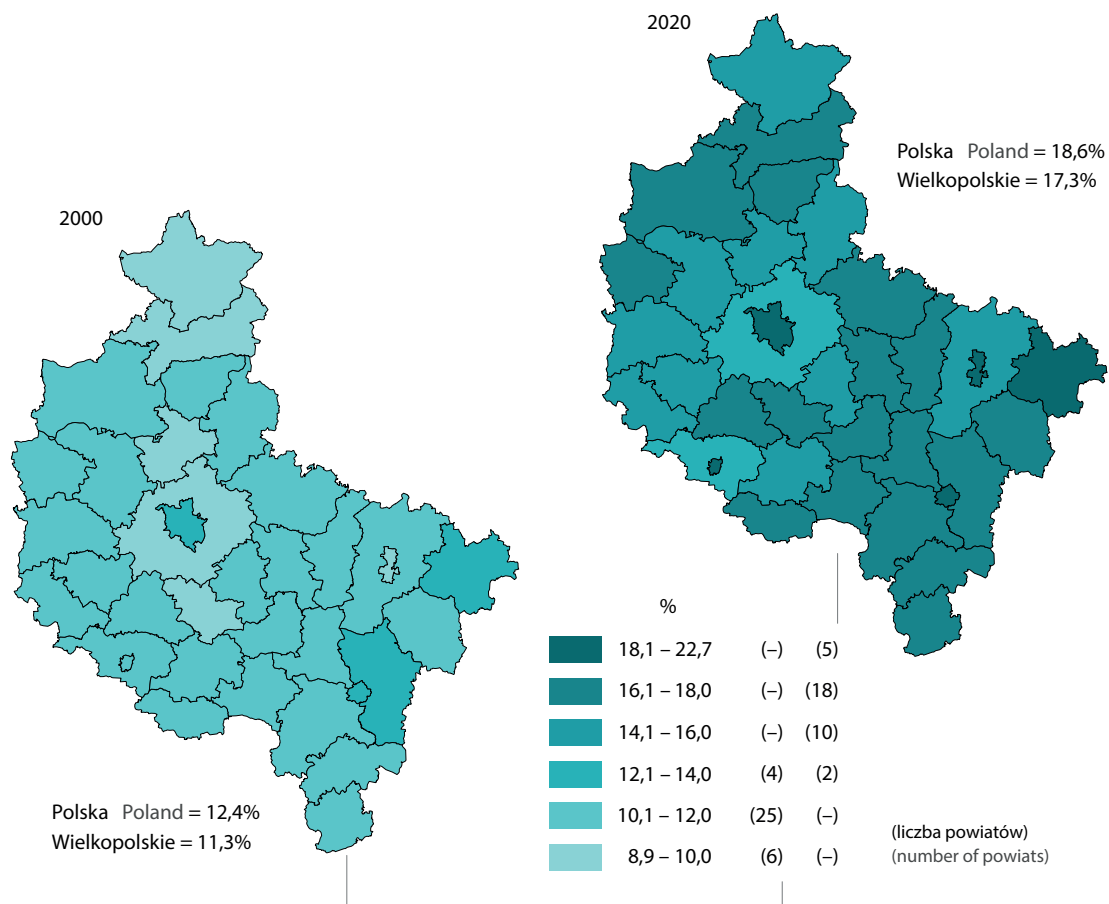 2020
Polska Poland = 18,6%
Wielkopolskie = 17,3%
2000
%
18,1 – 22,7 (–) (5)
16,1 – 18,0 (–) (18)
14,1 – 16,0 (–) (10)
12,1 – 14,0 (4) (2)
10,1 – 12,0 (25) (–)
8,9 – 10,0 (6) (–)
Polska Poland = 12,4%
Wielkopolskie = 11,3%
(liczba powiatów)
(number of powiats)